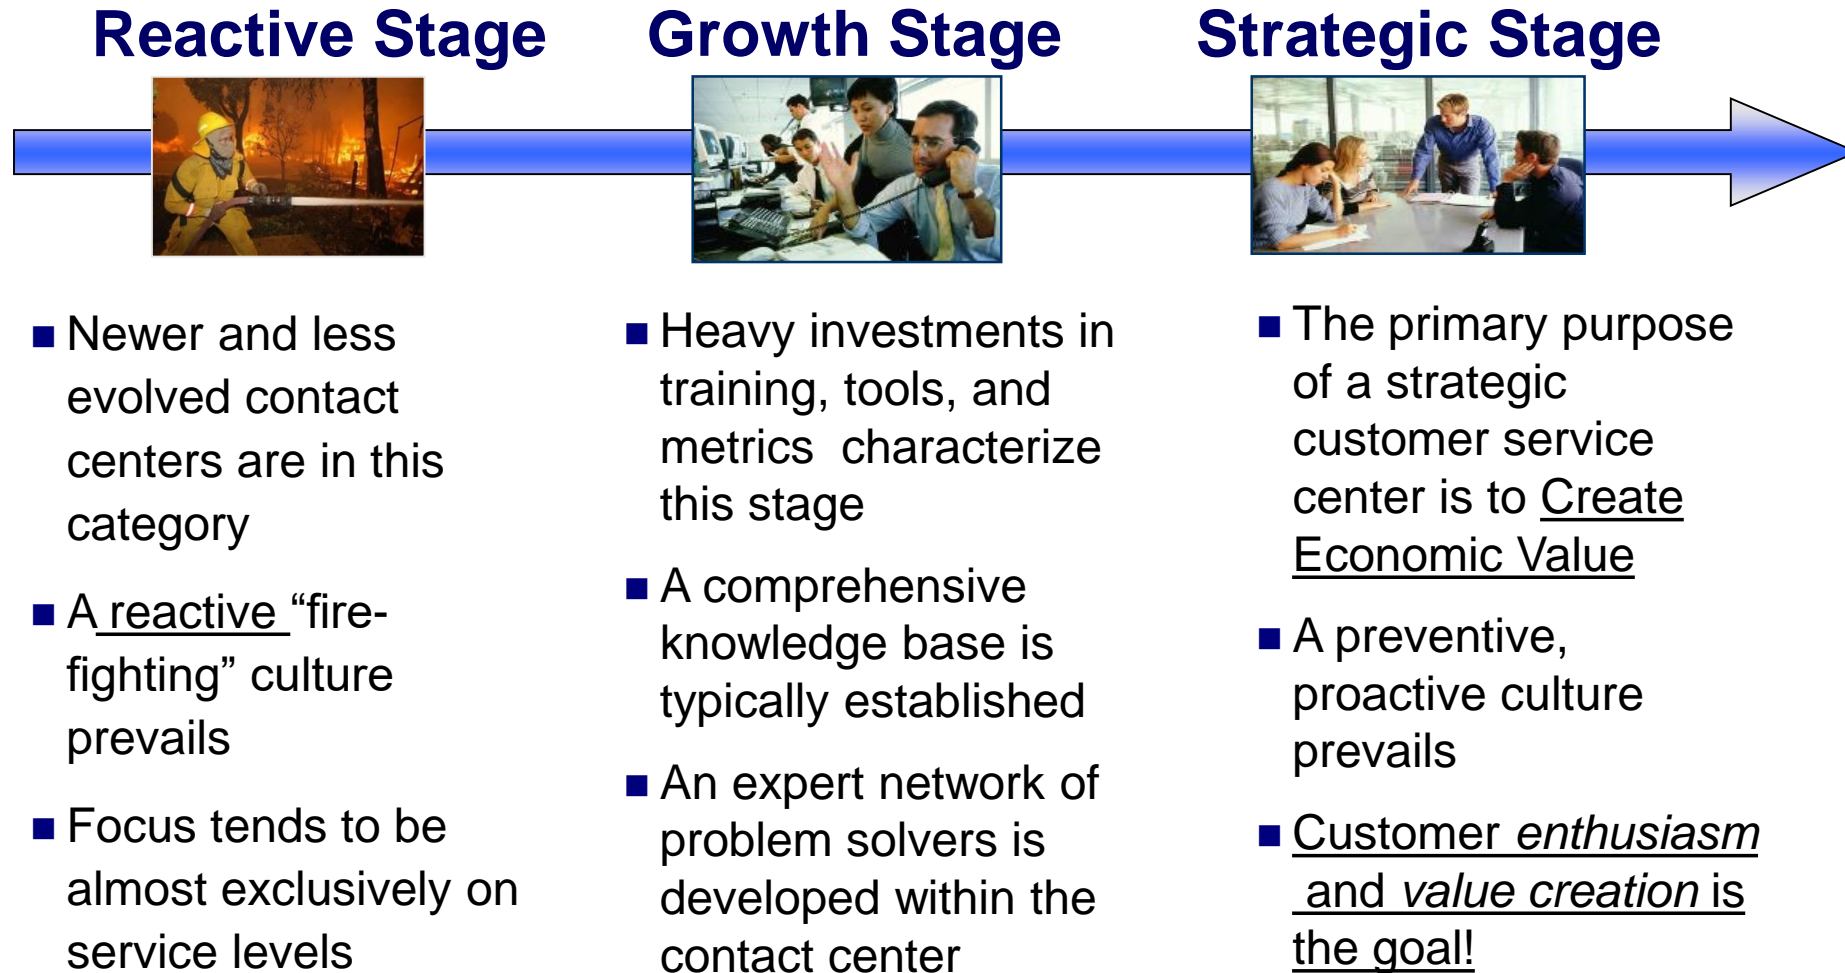 Reactive Stage
Growth Stage
Strategic Stage
Newer and less
evolved contact
centers are in this
category
A reactive “fire-
fighting” culture
prevails
Focus tends to be
almost exclusively on
service levels
Heavy investments in
training, tools, and
metrics characterize
this stage
A comprehensive
knowledge base is
typically established
An expert network of
problem solvers is
developed within the
contact center
The primary purpose
of a strategic
customer service
center is to Create
Economic Value
A preventive,
proactive culture
prevails
Customer enthusiasm
and value creation is
the goal!